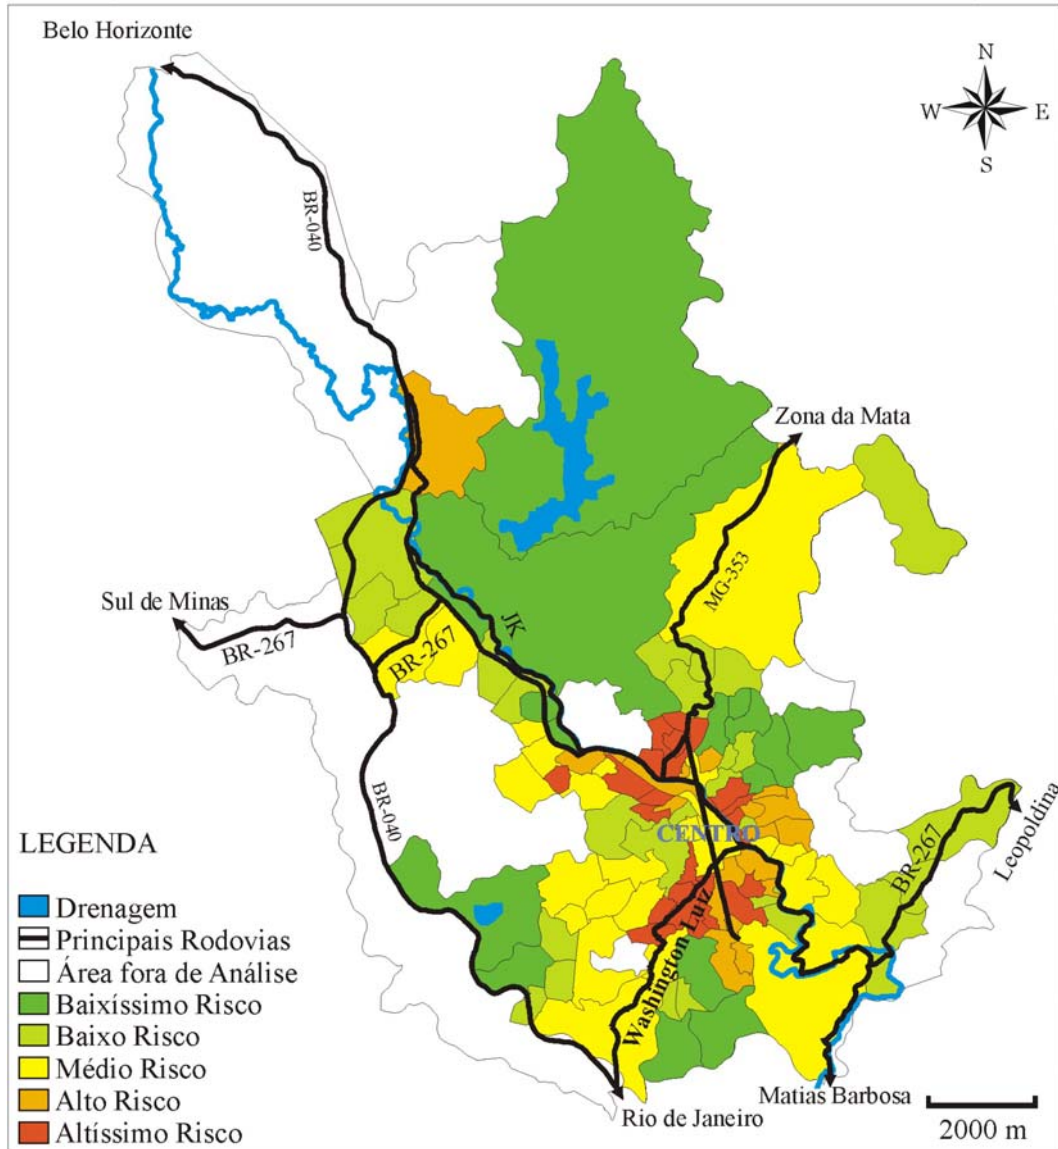 Belo Horizonte
N
W
E
S
BR-040
Zona da Mata
MG-353
Sul de Minas
BR-267
BR-267
JK
BR-040
CENTRO
BR-267
Leopoldina
Washington Luiz
LEGENDA
Drenagem
Principais Rodovias
Área fora de Análise
Baixíssimo Risco
Baixo Risco
Médio Risco
Alto Risco
Altíssimo Risco
Rio de Janeiro
Matias Barbosa
2000 m